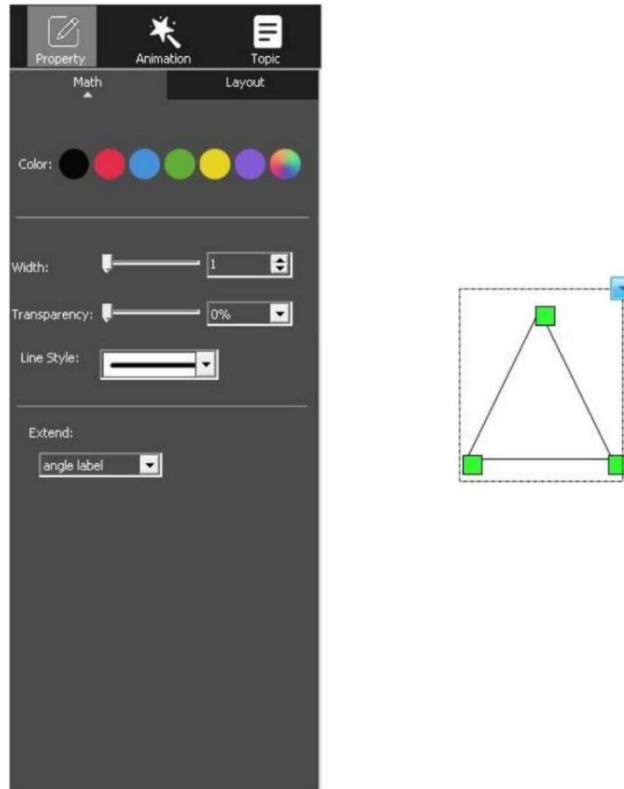 Property Animation Topic
Math Layout
Color:
Width: 1
Transparency: 0%
Line Style:
Extend:
angle label